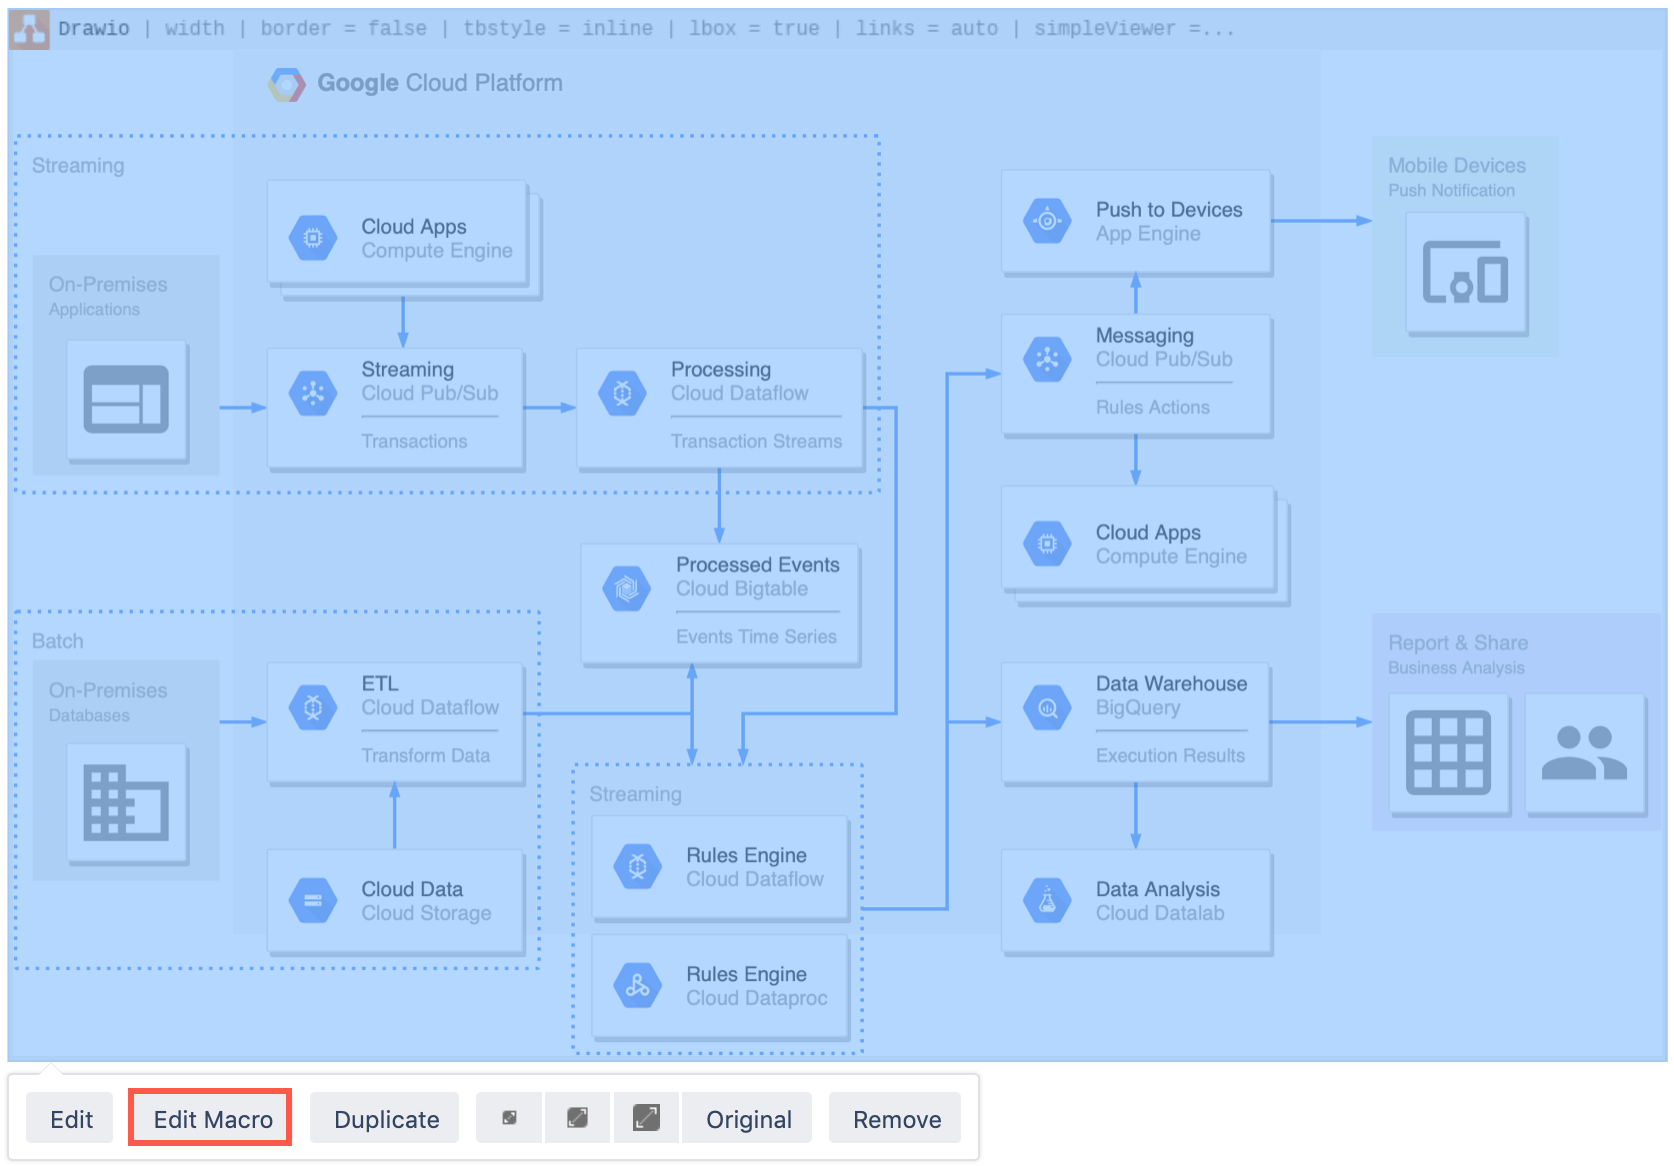 Drawio | width | border = false | tbstyle = inline | lbox = true | links = auto | simpleViewer =...
Google Cloud Platform
Streaming
On-Premises
Applications
Cloud Apps
Compute Engine
Streaming
Cloud Pub/Sub
Transactions
Processing
Cloud Dataflow
Transaction Streams
Processed Events
Cloud Bigtable
Events Time Series
Batch
On-Premises
Databases
ETL
Cloud Dataflow
Transform Data
Cloud Data
Cloud Storage
Streaming
Rules Engine
Cloud Dataflow
Rules Engine
Cloud Dataproc
Push to Devices
App Engine
Messaging
Cloud Pub/Sub
Rules Actions
Cloud Apps
Compute Engine
Data Warehouse
BigQuery
Execution Results
Data Analysis
Cloud Datalab
Mobile Devices
Push Notification
Report & Share
Business Analysis
Edit
Edit Macro
Duplicate
Original
Remove